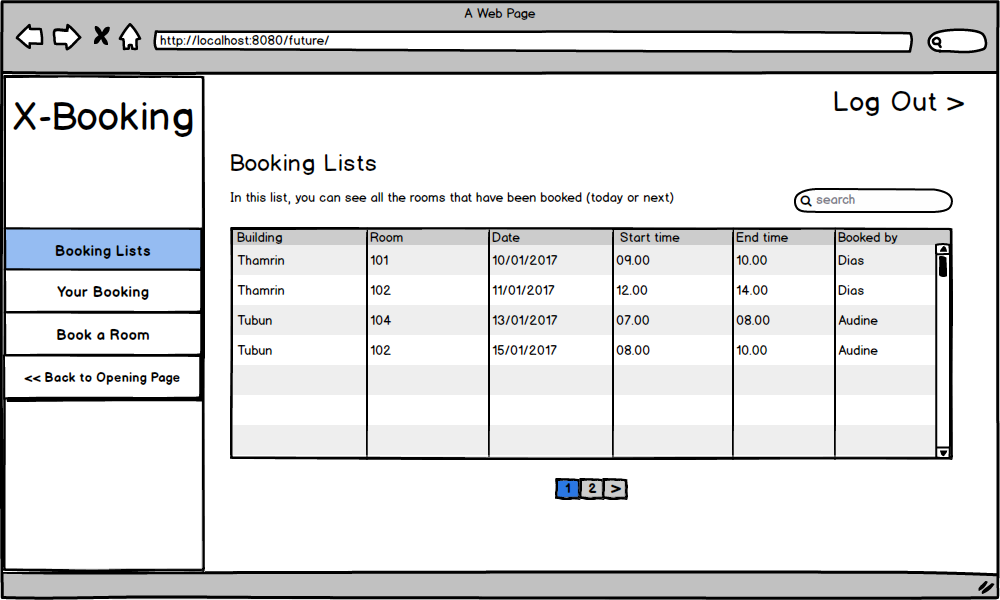 A Web Page
http://localhost:8080/future/
X-Booking
Log Out >
Booking Lists
In this list, you can see all the rooms that have been booked (today or next)
search
Booking Lists
Your Booking
Book a Room
<< Back to Opening Page
Building Room Date Start time End time Booked by
Thamrin 101 10/01/2017 09.00 10.00 Dias
Thamrin 102 11/01/2017 12.00 14.00 Dias
Tubun 104 13/01/2017 07.00 08.00 Audine
Tubun 102 15/01/2017 08.00 10.00 Audine
1 2 >